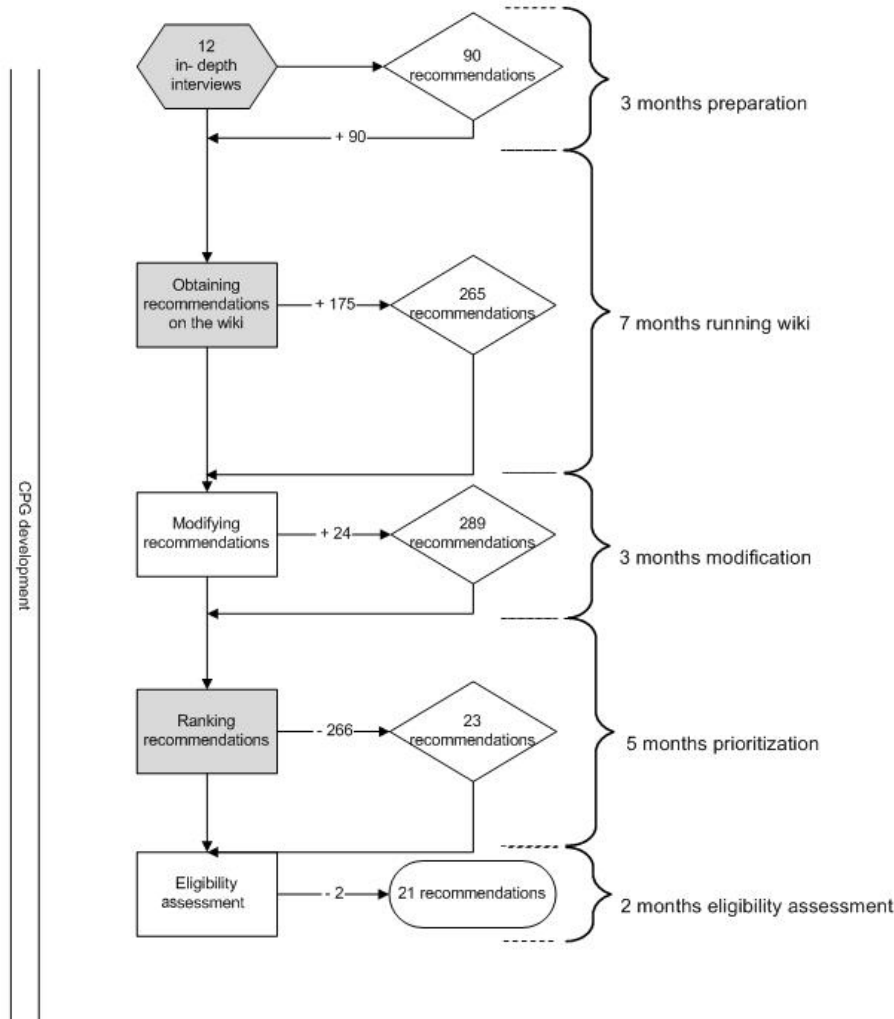 12
in- depth
interviews
90
recommendations
3 months preparation
+ 90
Obtaining
recommendations
on the wiki
+ 175
265
recommendations
7 months running wiki
CPG development
Modifying
recommendations
+ 24
289
recommendations
3 months modification
Ranking
recommendations
- 266
23
recommendations
5 months prioritization
Eligibility
assessment
- 2
21 recommendations
2 months eligibility assessment